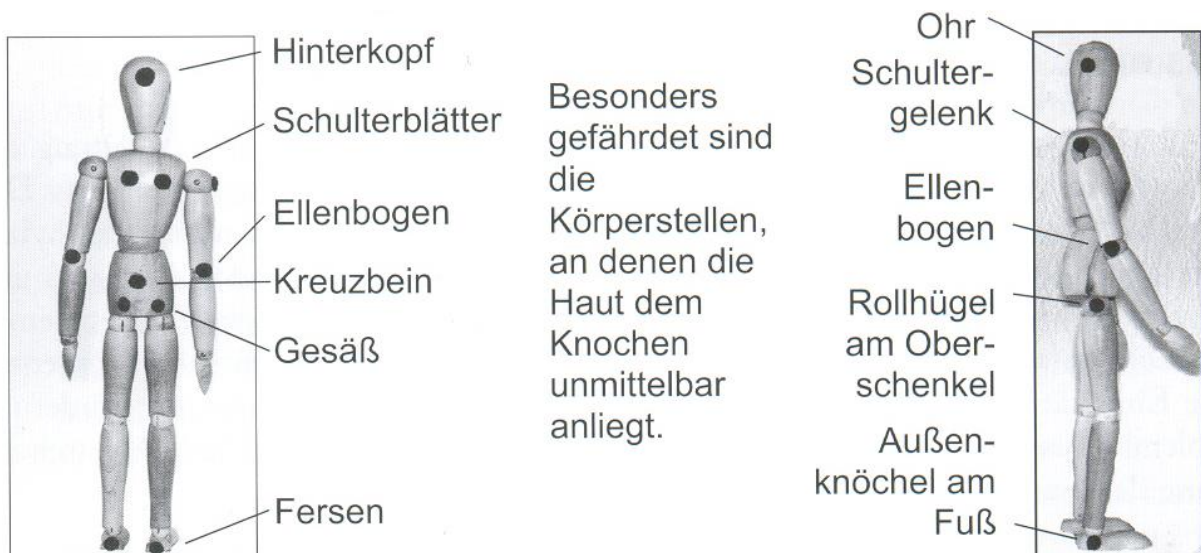 Hinterkopf
Schulterblätter
Ellenbogen
Kreuzbein
Gesäß
Fersen
Besonders
gefährdet sind
die
Körperstellen,
an denen die
Haut dem
Knochen
unmittelbar
anliegt.
Ohr
Schulter-
gelenk
Ellen-
bogen
Rollhügel
am Ober-
schenkel
Außen-
knöchel am
Fuß